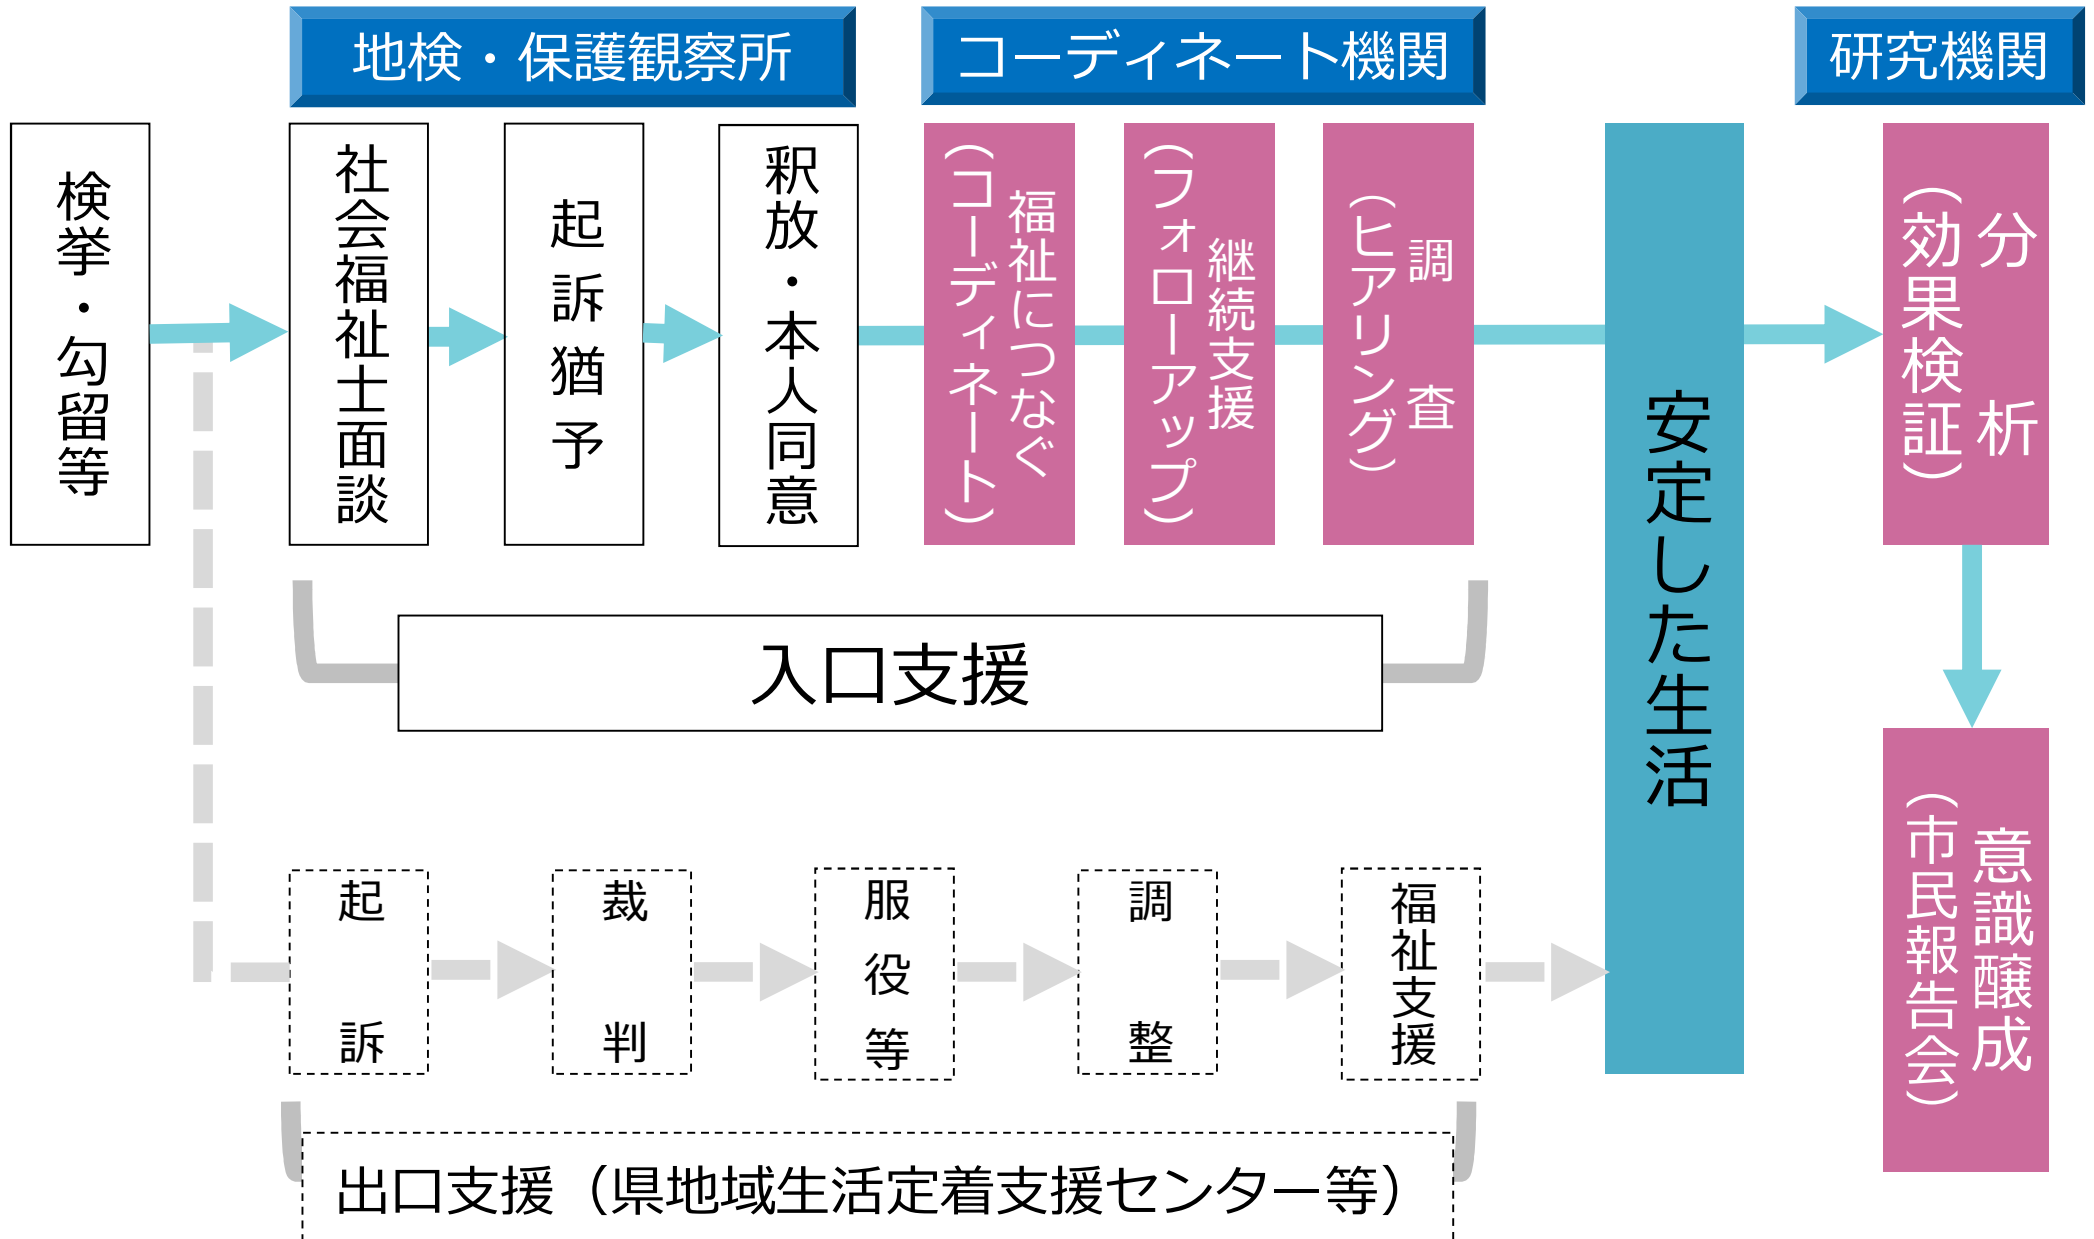 地検・保護観察所
コーディネート機関
研究機関
検挙・勾留等
社会福祉士面談
起訴猶予
釈放・本人同意
福祉につなぐ
（コーディネート）
継続支援
（フォローアップ）
調査
（ヒアリング）
安定した生活
分析
（効果検証）
入口支援
意識醸成
（市民報告会）
起訴
裁判
服役等
調整
福祉支援
出口支援（県地域生活定着支援センター等）